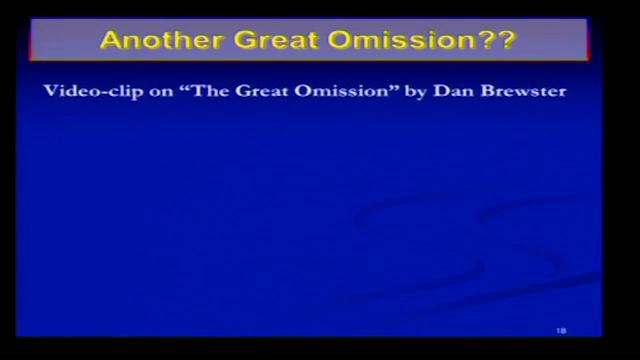 Another Great Omission??
Video-clip on “The Great Omission” by Dan Brewster
18